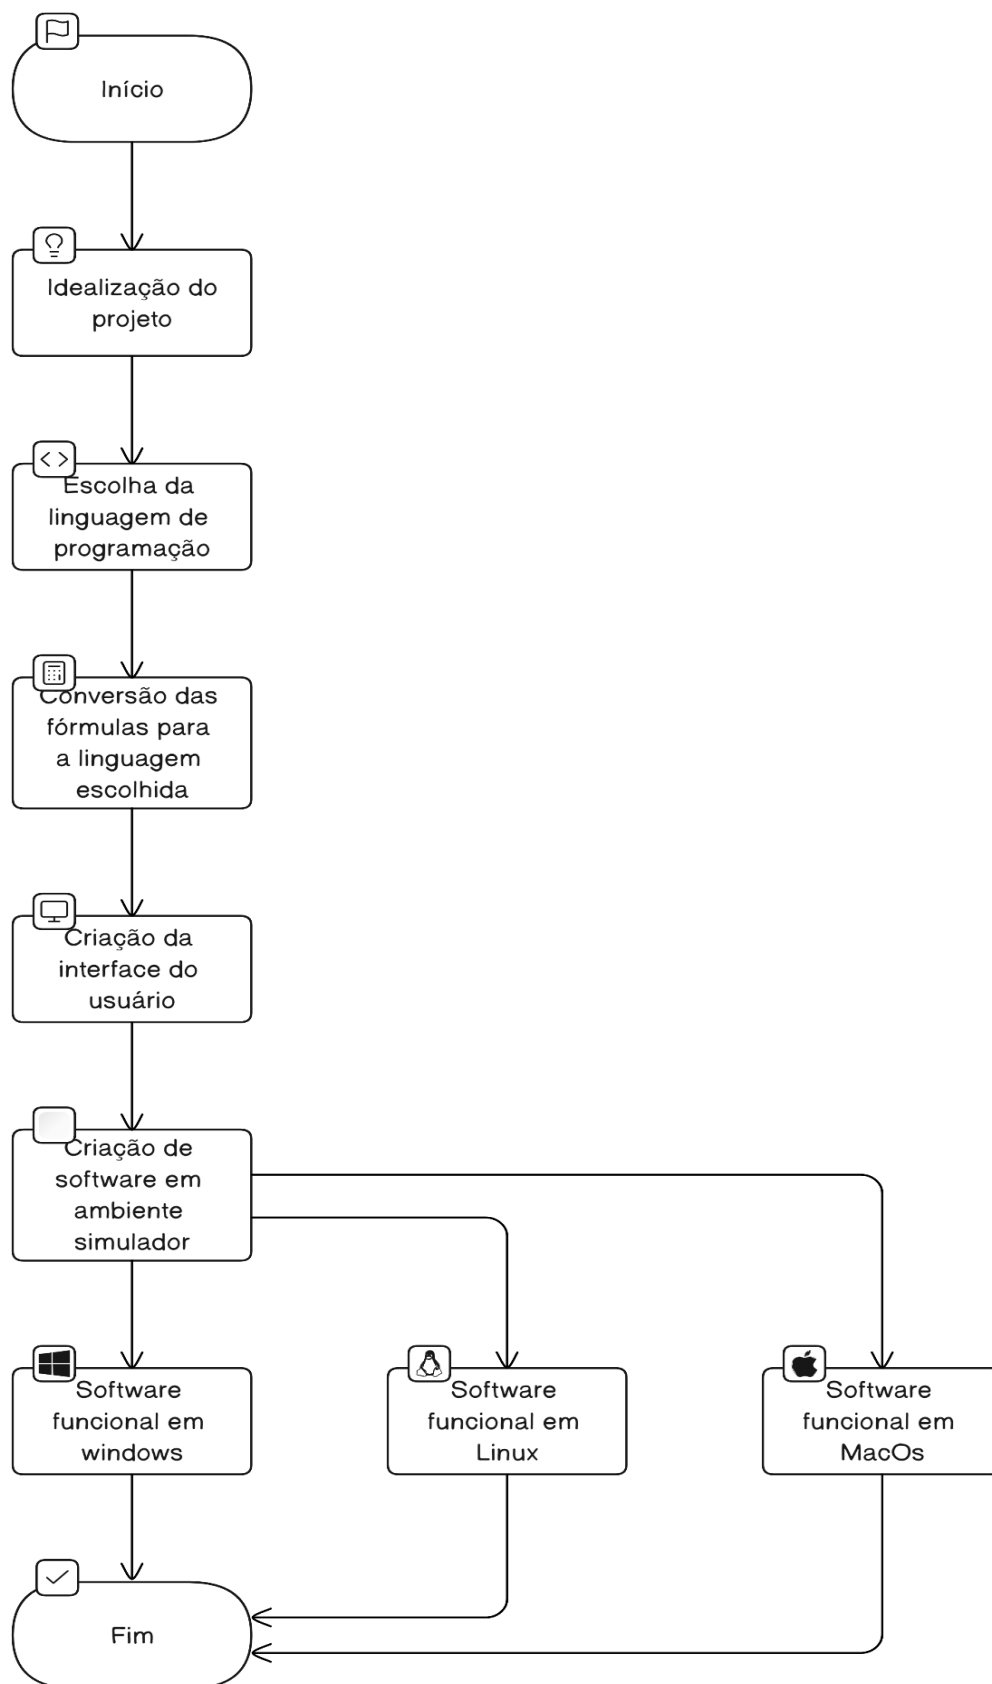 Início
Idealização do
projeto
Escolha da
linguagem de
programação
Conversão das
fórmulas para
a linguagem
escolhida
Criação da
interface do
usuário
Criação de
software em
ambiente
simulador
Software
funcional em
windows
Software
funcional em
Linux
Software
funcional em
MacOs
Fim